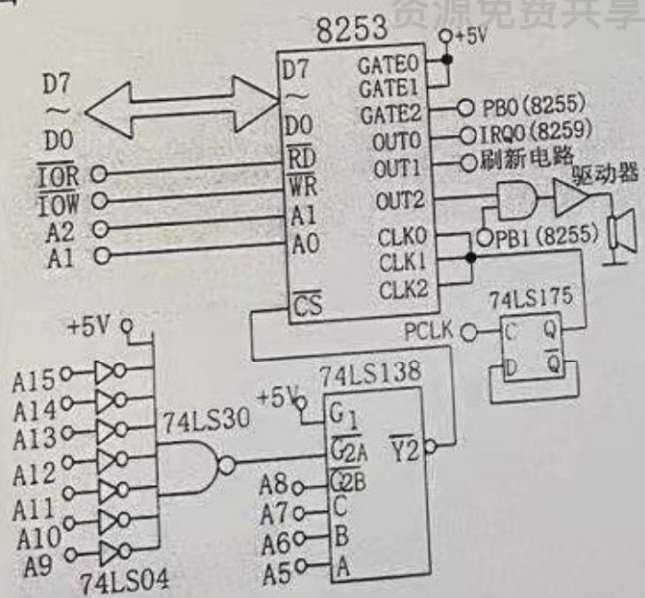 资源免费共享
8253
+5V
D7
~
D0
IOR
IOW
A2
A1
D7
~
D0
RD
WR
A1
A0
CS
GATE0
GATE1
GATE2
OUT0
OUT1
OUT2
CLK0
CLK1
CLK2
PB0(8255)
IRQ0(8259)
刷新电路
驱动器
PB1(8255)
74LS175
PCLK
C
Q
D
Q
+5V
A15
A14
A13
A12
A11
A10
A9
74LS04
74LS30
74LS138
+5V
G1
G2A
G2B
C
B
A
Y2
A8
A7
A6
A5